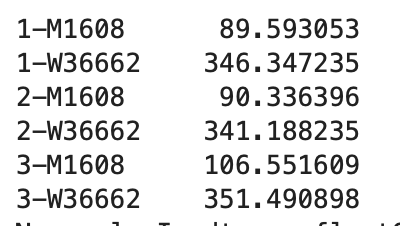 1-M1608 89.593053
1-W36662 346.347235
2-M1608 90.336396
2-W36662 341.188235
3-M1608 106.551609
3-W36662 351.490898